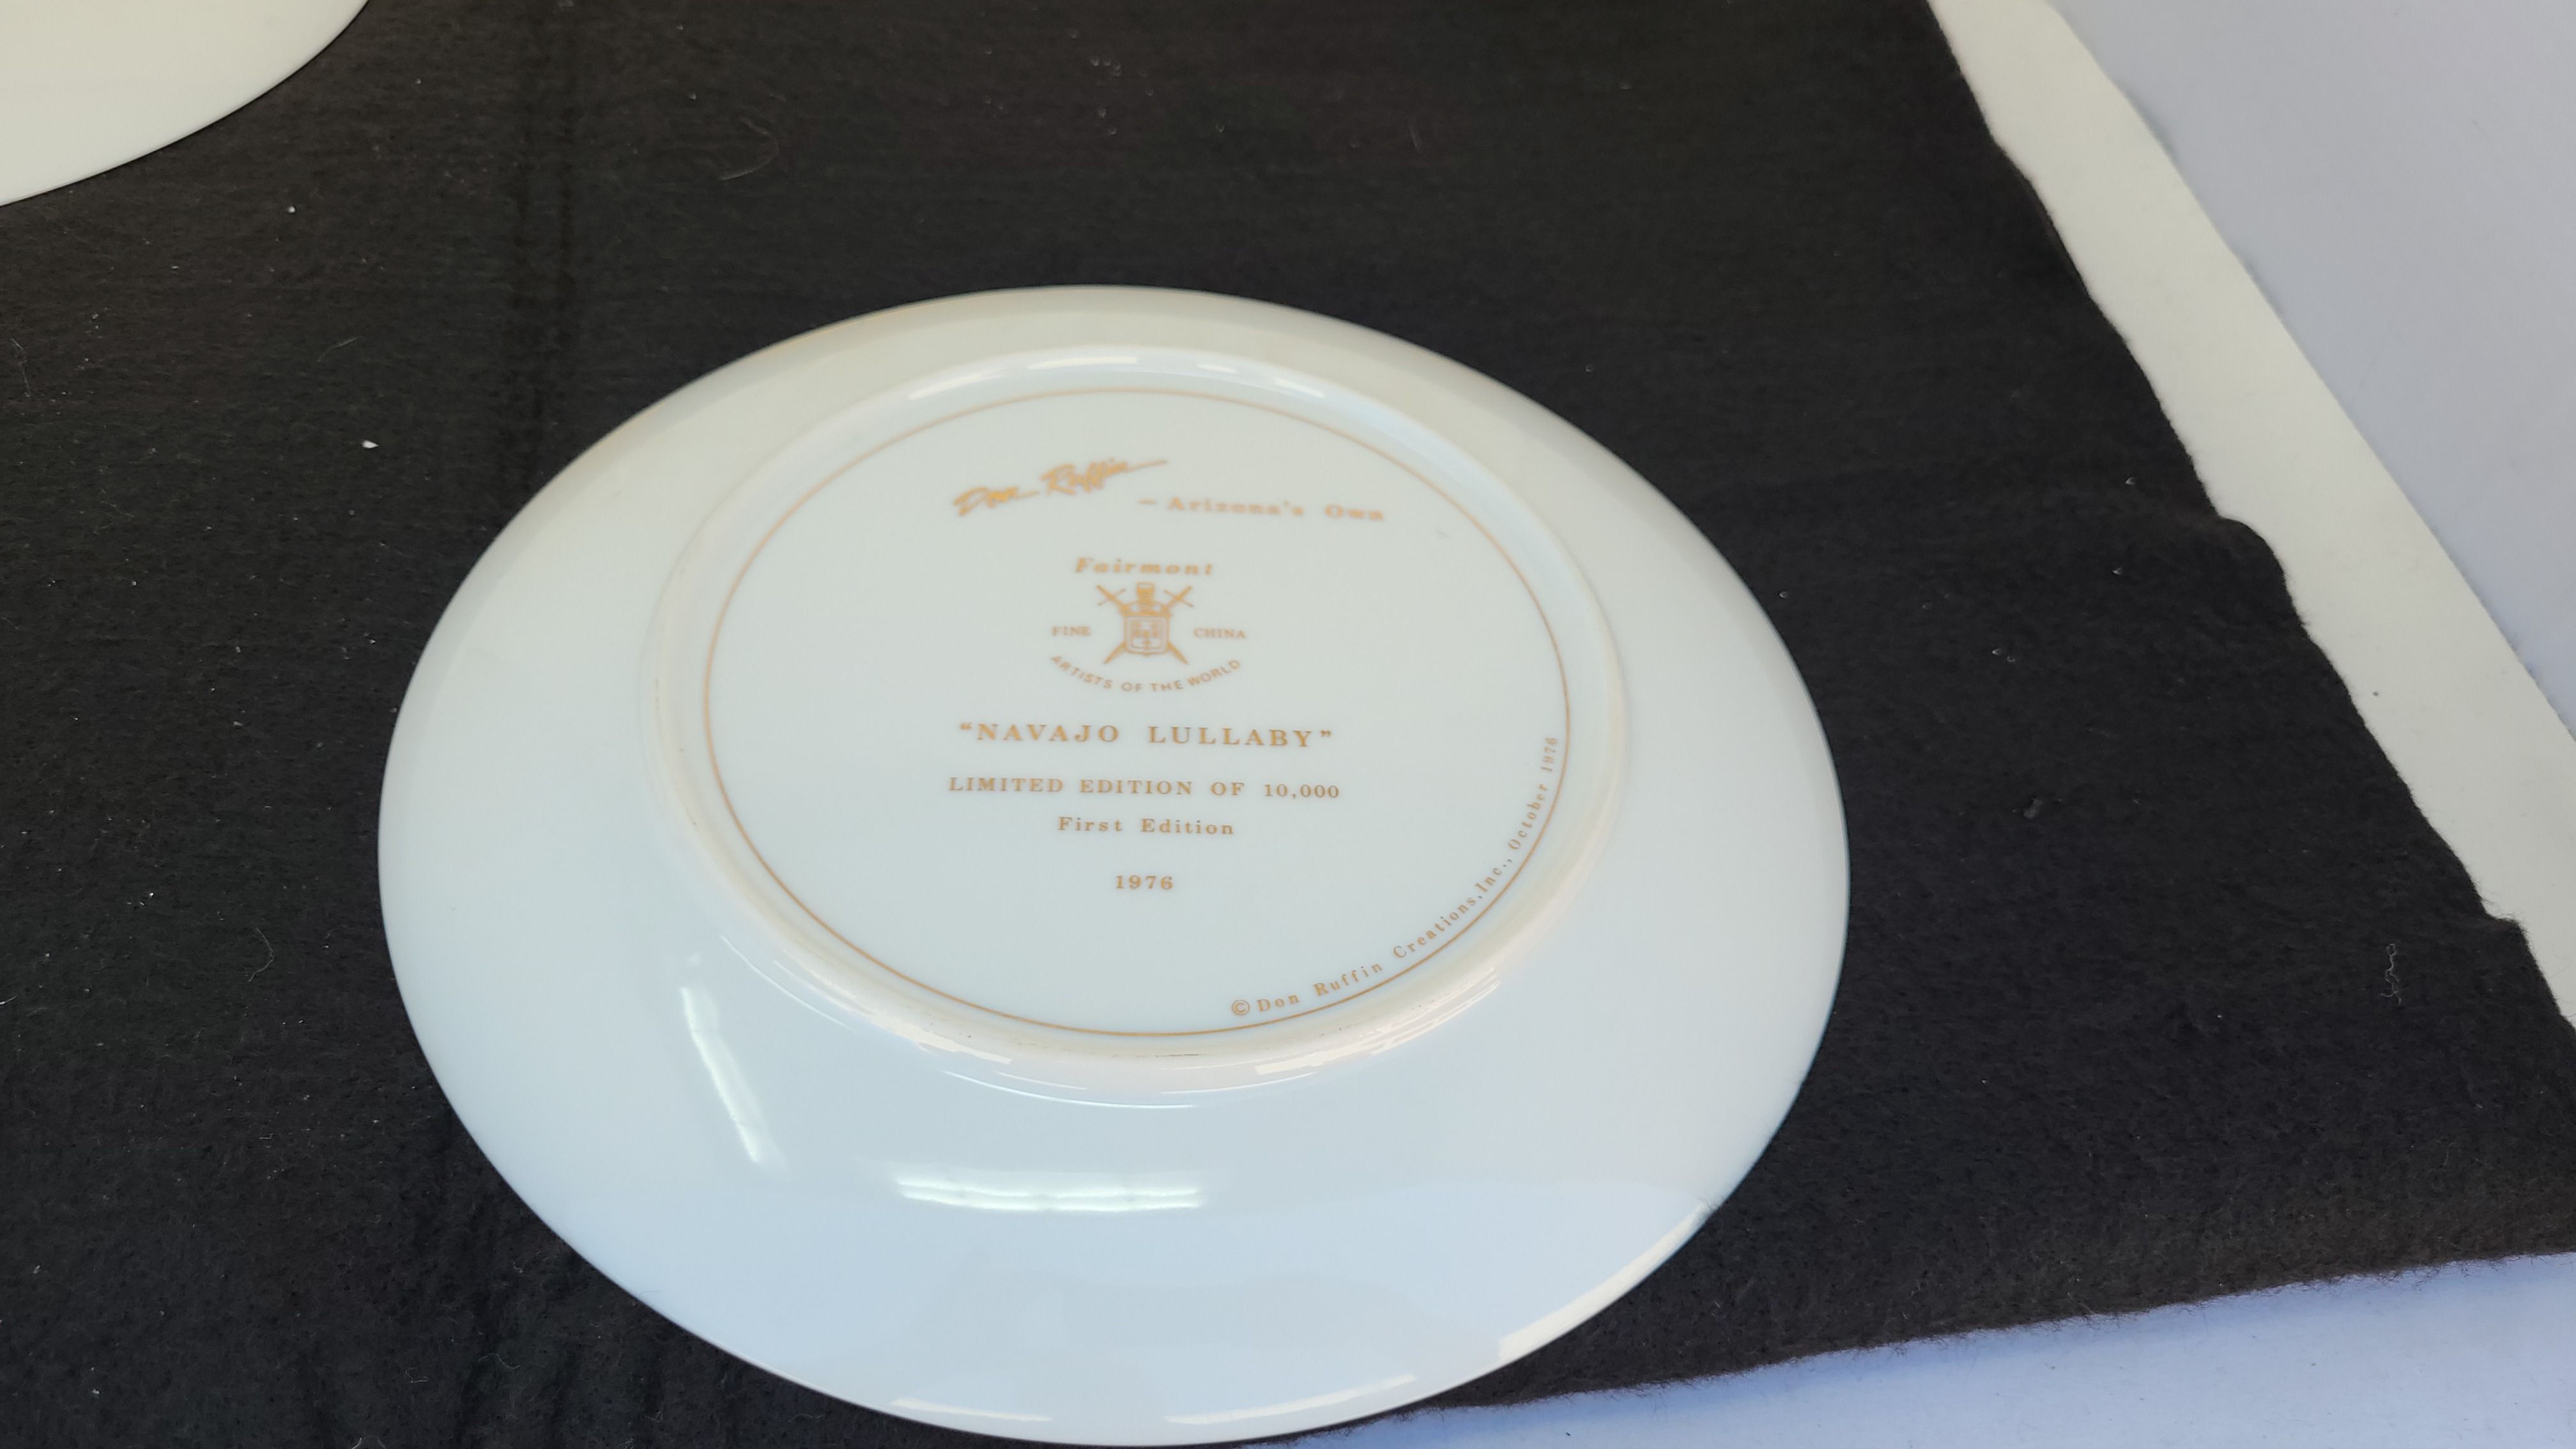 Don Ruffin
– Arizona's Own
Fairmont
FINE CHINA
ARTISTS OF THE WORLD
“NAVAJO LULLABY”
LIMITED EDITION OF 10,000
First Edition
1976
©Don Ruffin Creations, Inc., October 1976